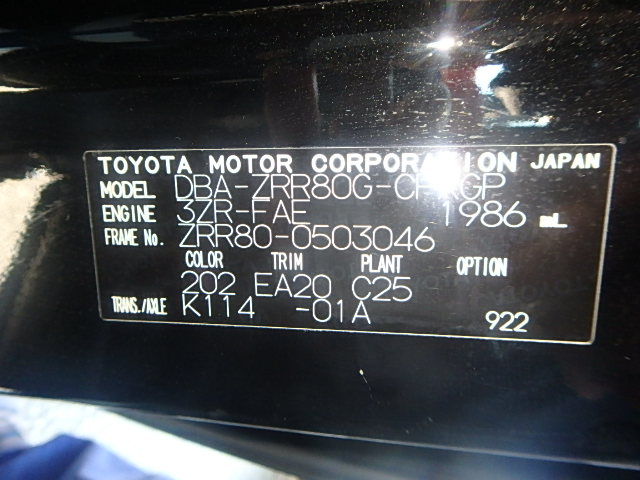 TOYOTA MOTOR CORPORATION JAPAN
MODEL
ENGINE 3ZR-FAE 1986 mL
FRAME No. ZRR80-0503046
COLOR TRIM PLANT OPTION
202 EA20 C25
TRANS./AXLE K114 -01A 922